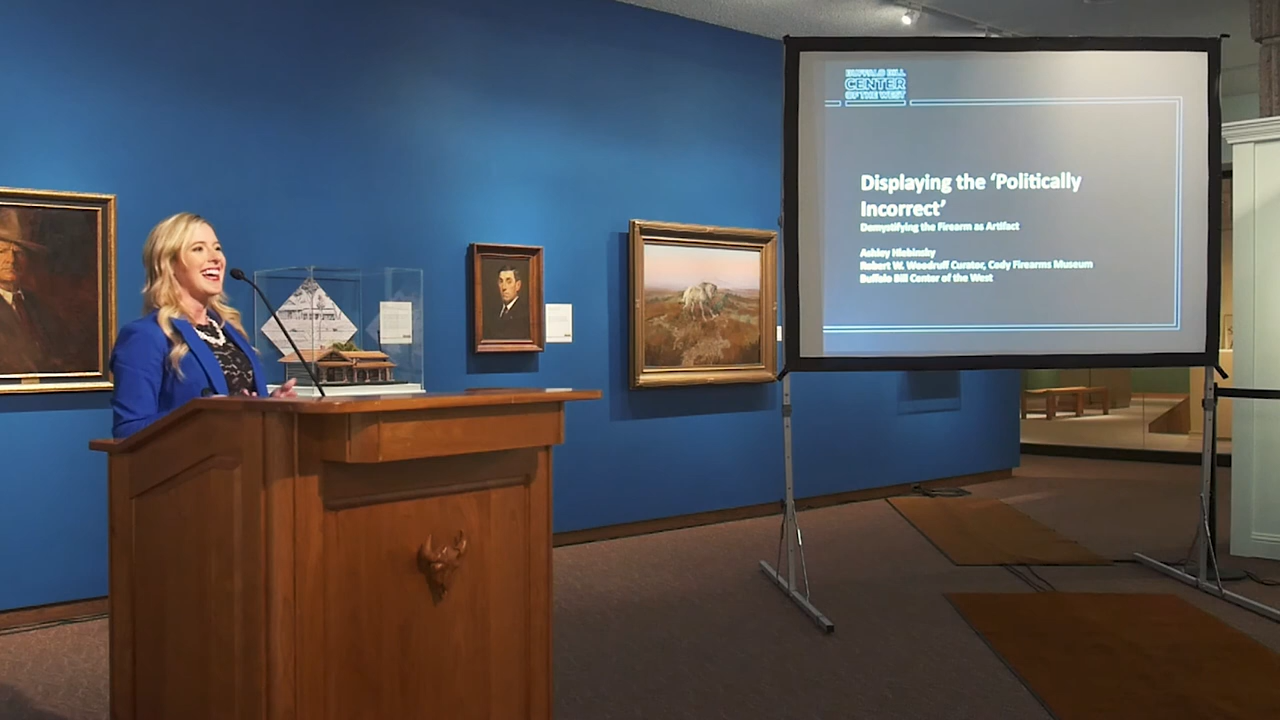 BUFFALO BILL
CENTER
OF THE WEST
Displaying the ‘Politically
Incorrect’
Demystifying the Firearm as Artifact
Ashley Hlebinsky
Robert W. Woodruff Curator, Cody Firearms Museum
Buffalo Bill Center of the West